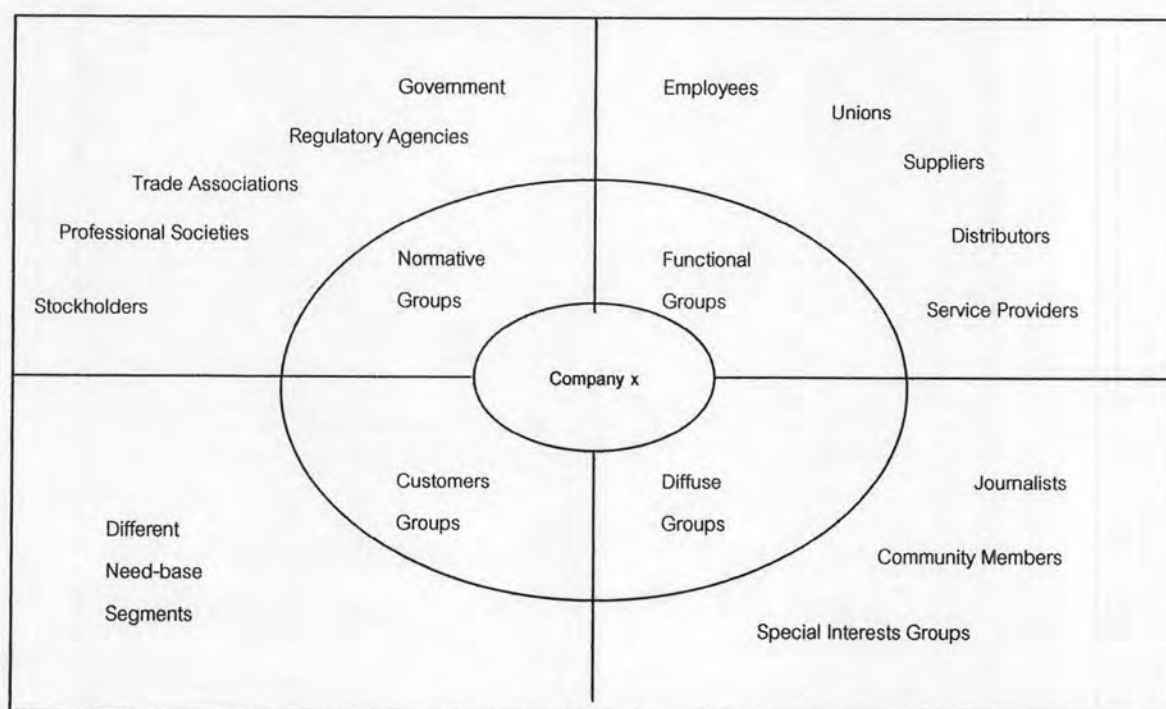 Government
Regulatory Agencies
Trade Associations
Professional Societies
Stockholders
Normative
Groups
Employees
Unions
Suppliers
Distributors
Service Providers
Functional
Groups
Company x
Customers
Groups
Different
Need-base
Segments
Diffuse
Groups
Journalists
Community Members
Special Interests Groups